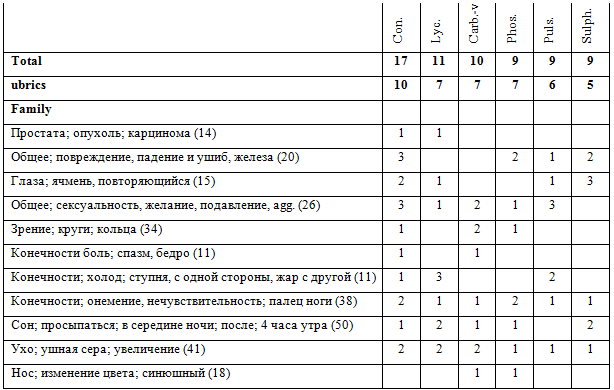 Con. Lyc. Carb.-v Phos. Puls. Sulph.
Total 17 11 10 9 9 9
ubrics 10 7 7 7 6 5
Family
Простата; опухоль; карцинома (14) 1 1
Общее; повреждение, падение и ушиб, железа (20) 3 2 1 2
Глаза; ячмень, повторяющийся (15) 2 1 1 3
Общее; сексуальность, желание, подавление, agg. (26) 3 1 2 1 3
Зрение; круги; кольца (34) 1 2 1
Конечности боль; спазм, бедро (11) 1 1
Конечности; холод; ступня, с одной стороны, жар с другой (11) 1 3 2
Конечности; онемение, нечувствительность; палец ноги (38) 2 1 1 2 1 1
Сон; просыпаться; в середине ночи; после; 4 часа утра (50) 1 2 1 1 2
Ухо; ушная сера; увеличение (41) 2 2 2 1 1 1
Нос; изменение цвета; синюшный (18) 1 1